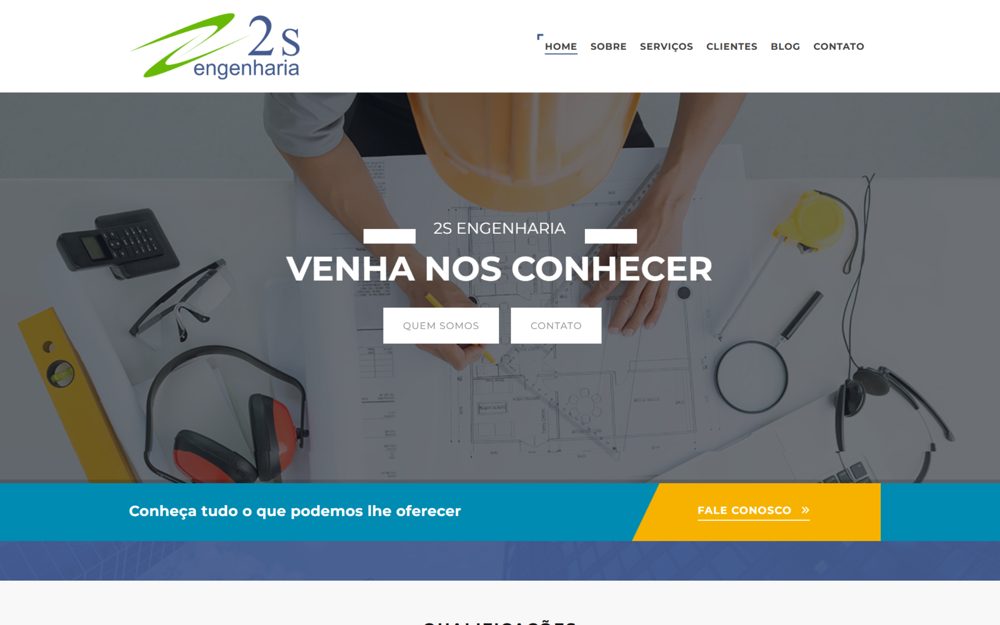 2s
engenharia
HOME SOBRE SERVIÇOS CLIENTES BLOG CONTATO
2S ENGENHARIA
VENHA NOS CONHECER
QUEM SOMOS CONTATO
Conheça tudo o que podemos lhe oferecer
FALE CONOSCO »
QUALIFICAÇÕES